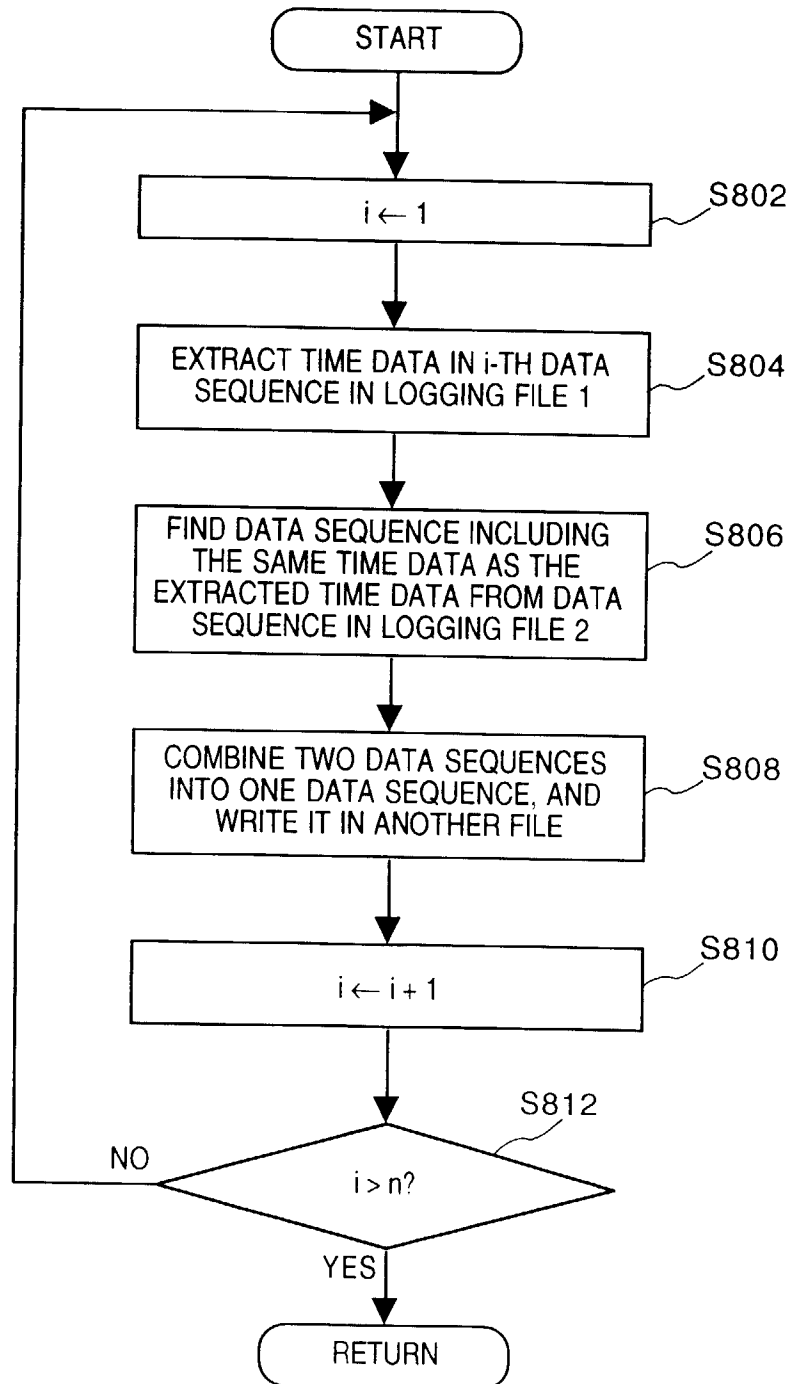 START
i ← 1
S802
EXTRACT TIME DATA IN i-TH DATA
SEQUENCE IN LOGGING FILE 1
S804
FIND DATA SEQUENCE INCLUDING
THE SAME TIME DATA AS THE
EXTRACTED TIME DATA FROM DATA
SEQUENCE IN LOGGING FILE 2
S806
COMBINE TWO DATA SEQUENCES
INTO ONE DATA SEQUENCE, AND
WRITE IT IN ANOTHER FILE
S808
i ← i + 1
S810
S812
NO
i > n?
YES
RETURN